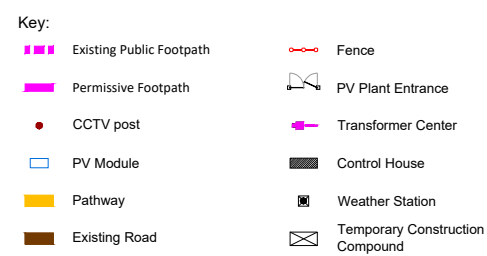 Key:
Existing Public Footpath
Permissive Footpath
CCTV post
PV Module
Pathway
Existing Road
Fence
PV Plant Entrance
Transformer Center
Control House
Weather Station
Temporary Construction
Compound